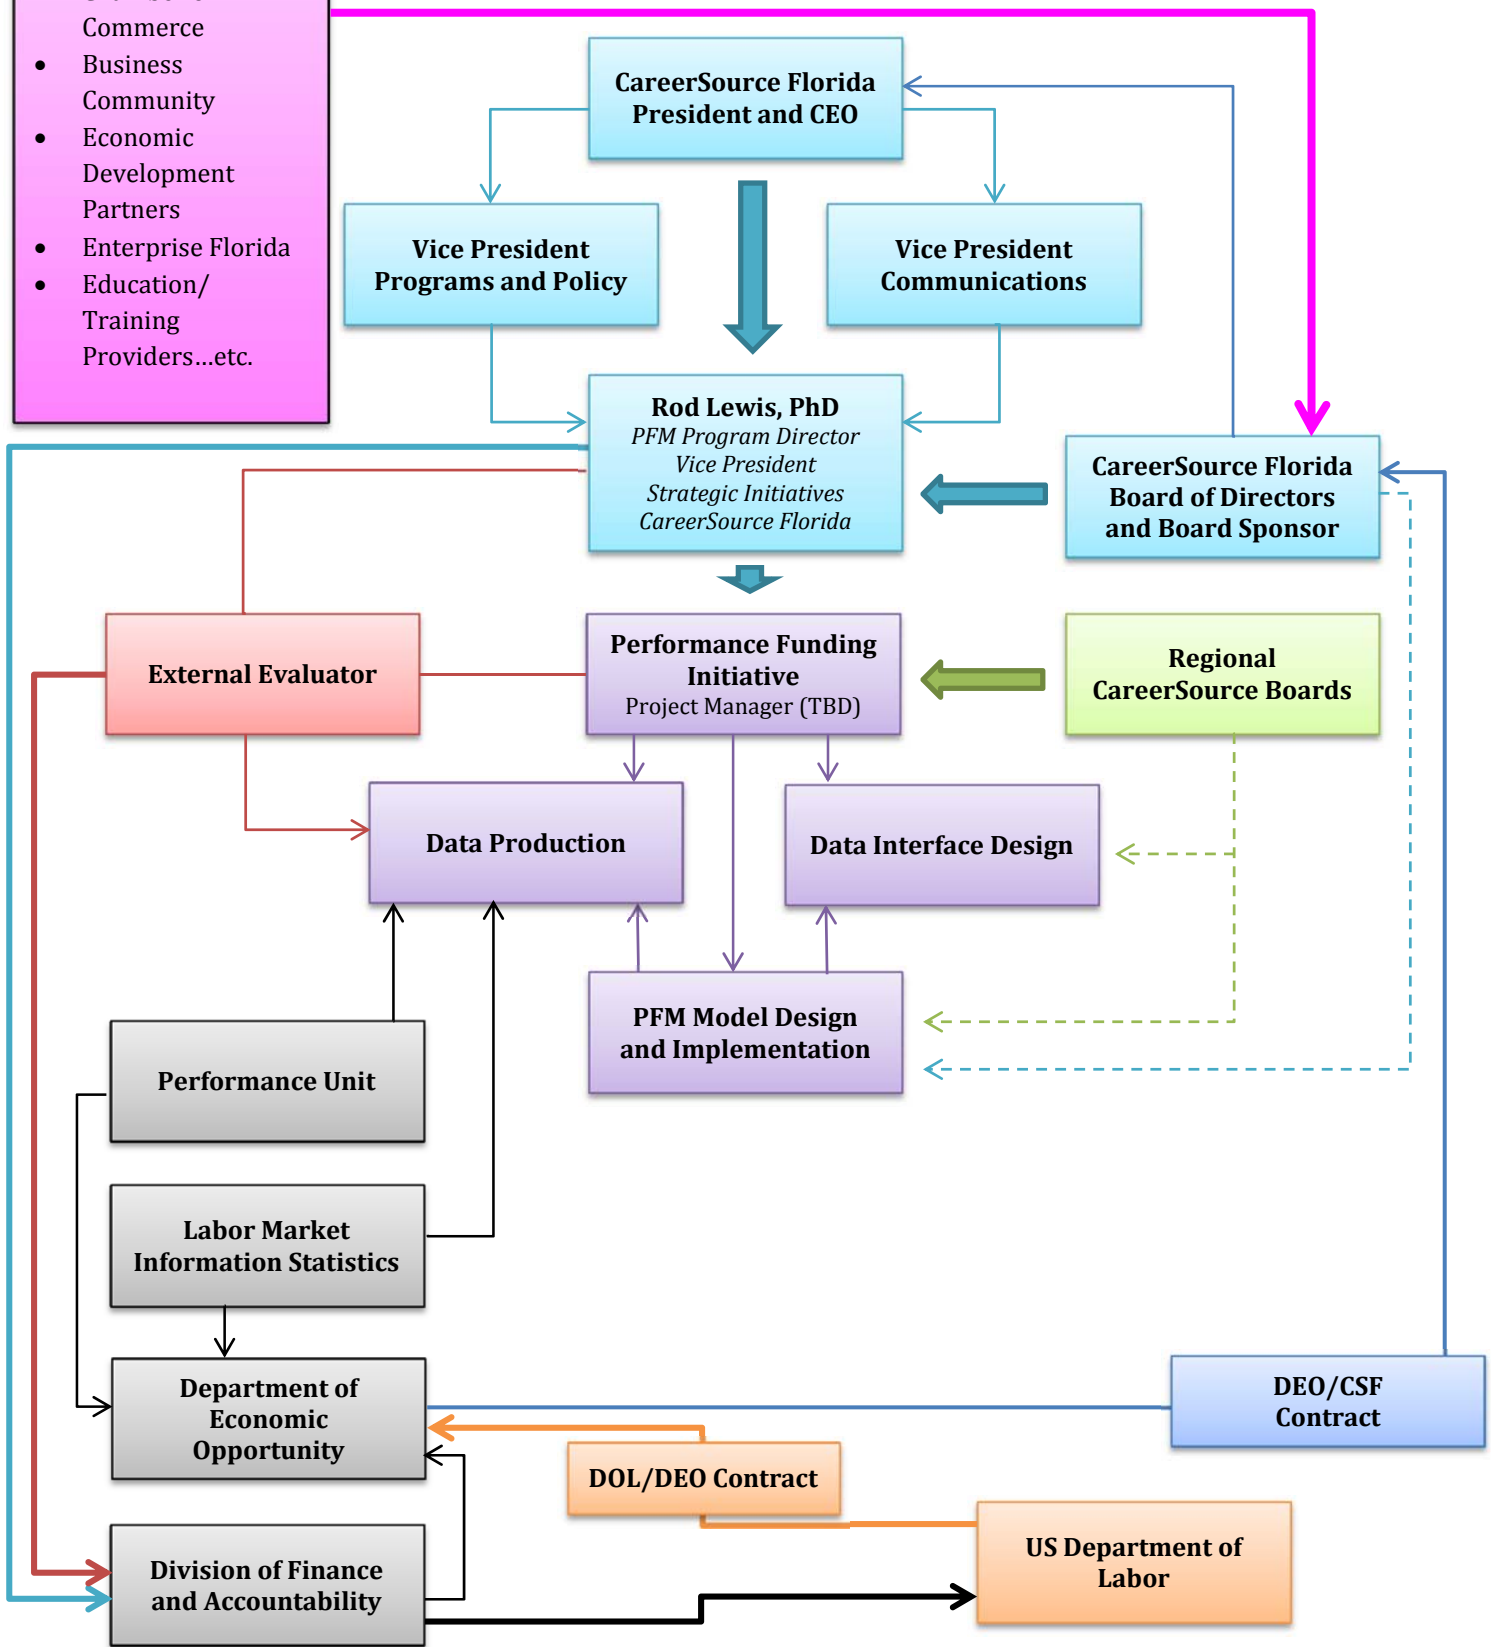 Commerce
• Business
Community
• Economic
Development
Partners
• Enterprise Florida
• Education/
Training
Providers…etc.
CareerSource Florida
President and CEO
Vice President
Programs and Policy
Vice President
Communications
Rod Lewis, PhD
PFM Program Director
Vice President
Strategic Initiatives
CareerSource Florida
CareerSource Florida
Board of Directors
and Board Sponsor
External Evaluator
Performance Funding
Initiative
Project Manager (TBD)
Regional
CareerSource Boards
Data Production
Data Interface Design
PFM Model Design
and Implementation
Performance Unit
Labor Market
Information Statistics
Department of
Economic
Opportunity
DEO/CSF
Contract
DOL/DEO Contract
US Department of
Labor
Division of Finance
and Accountability